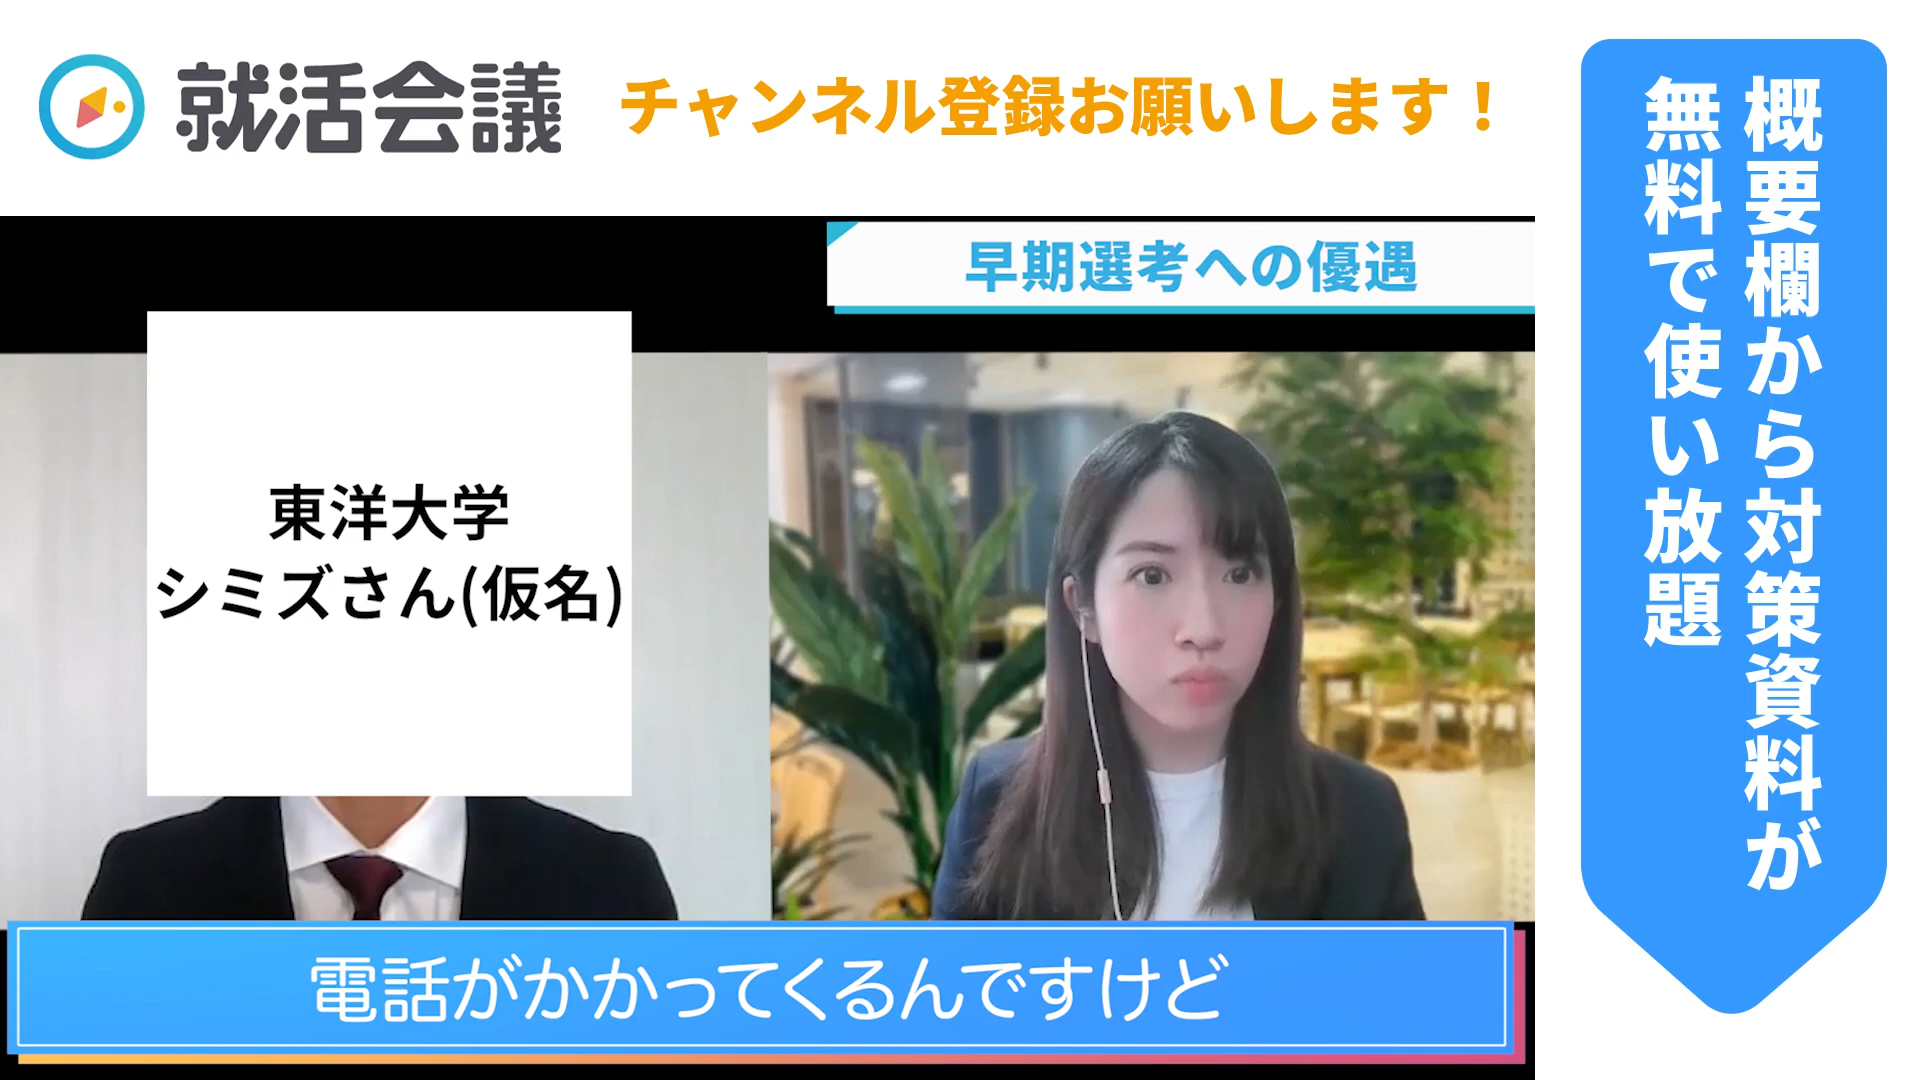 就活会議
チャンネル登録お願いします！
早期選考への優遇
東洋大学
シミズさん(仮名)
電話がかかってくるんですけど
概要欄から対策資料が
無料で使い放題